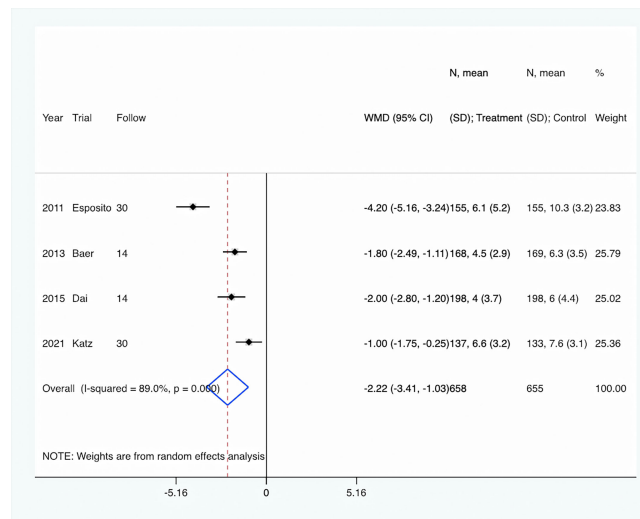 N, mean N, mean %
Year Trial Follow WMD (95% CI) (SD); Treatment (SD); Control Weight
2011 Esposito 30 -4.20 (-5.16, -3.24) 155, 6.1 (5.2) 155, 10.3 (3.2) 23.83
2013 Baer 14 -1.80 (-2.49, -1.11) 168, 4.5 (2.9) 169, 6.3 (3.5) 25.79
2015 Dai 14 -2.00 (-2.80, -1.20) 198, 4 (3.7) 198, 6 (4.4) 25.02
2021 Katz 30 -1.00 (-1.75, -0.25) 137, 6.6 (3.2) 133, 7.6 (3.1) 25.36
Overall (I-squared = 89.0%, p = 0.000) -2.22 (-3.41, -1.03) 658 655 100.00
NOTE: Weights are from random effects analysis
-5.16 0 5.16